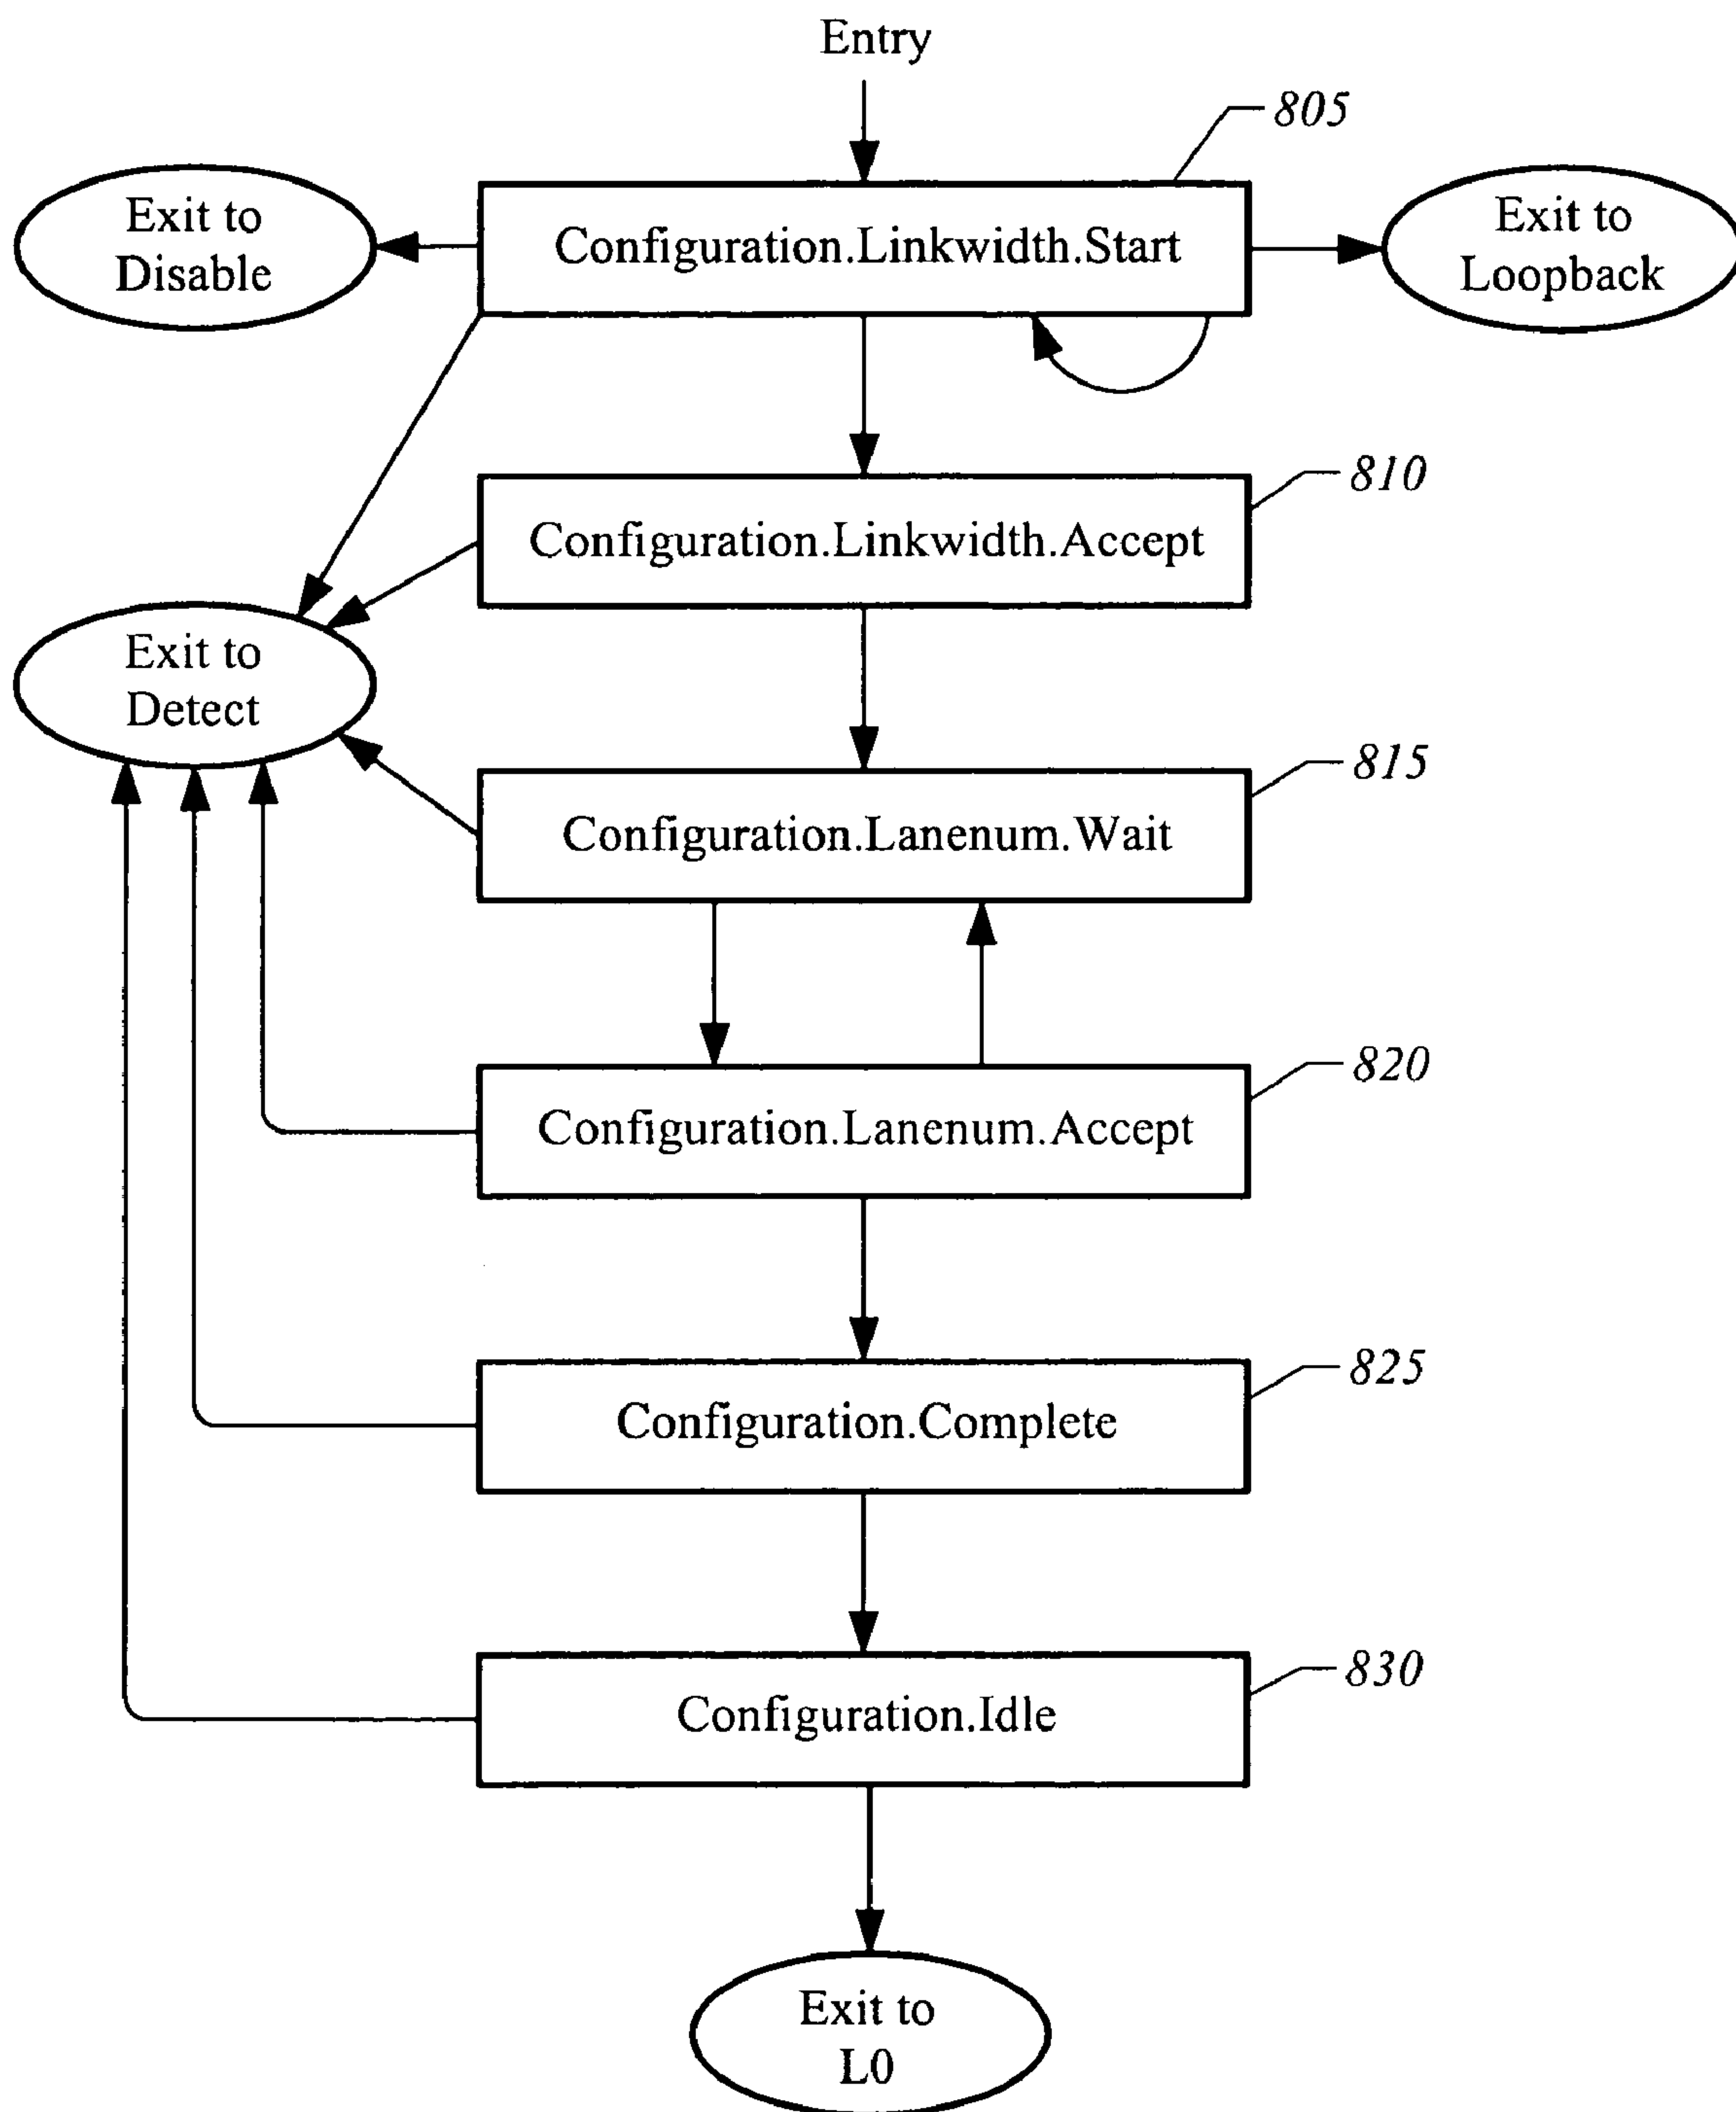 Entry
805
Exit to
Disable
Configuration.Linkwidth.Start
Exit to
Loopback
810
Configuration.Linkwidth.Accept
Exit to
Detect
815
Configuration.Lanenum.Wait
820
Configuration.Lanenum.Accept
825
Configuration.Complete
830
Configuration.Idle
Exit to
L0